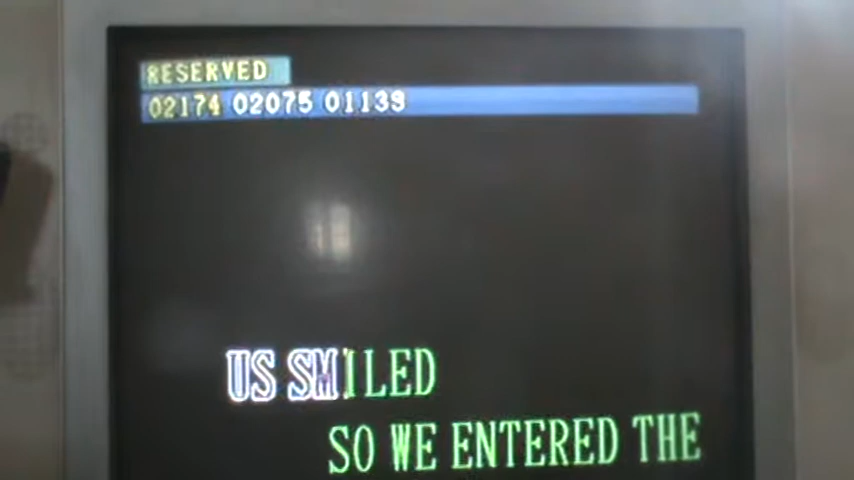 RESERVED
02174 02075 01139
US SMILED
SO WE ENTERED THE